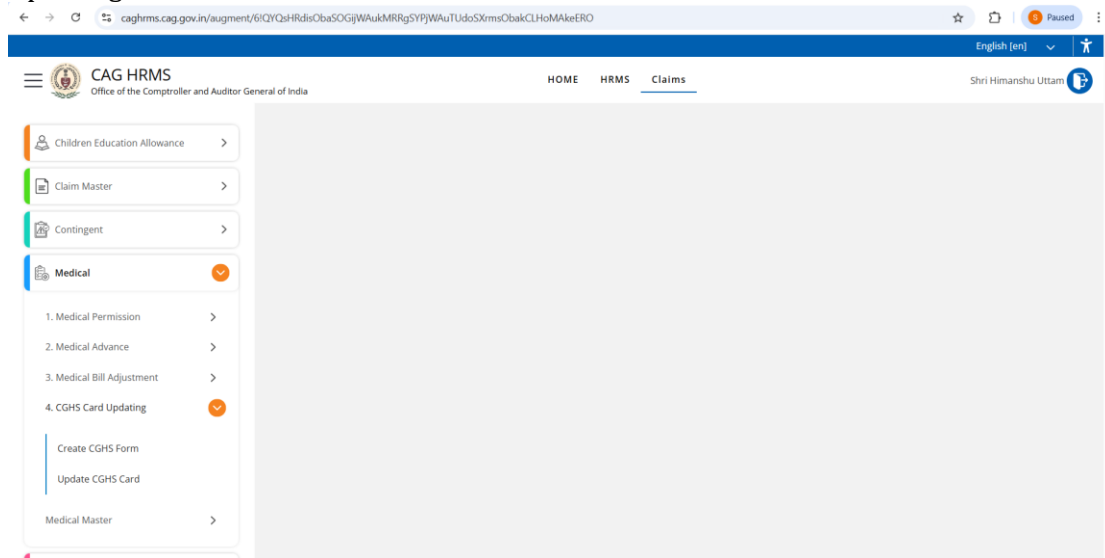 caghrms.cag.gov.in/augment/6!QYQsHRdisObaSOGijWAukMRRgSYPjWAuTUdoSXrmsObakCLHoMAkeERO
S Paused
English [en]
CAG HRMS
Office of the Comptroller and Auditor General of India
HOME HRMS Claims
Shri Himanshu Uttam
Children Education Allowance
Claim Master
Contingent
Medical
1. Medical Permission
2. Medical Advance
3. Medical Bill Adjustment
4. CGHS Card Updating
Create CGHS Form
Update CGHS Card
Medical Master